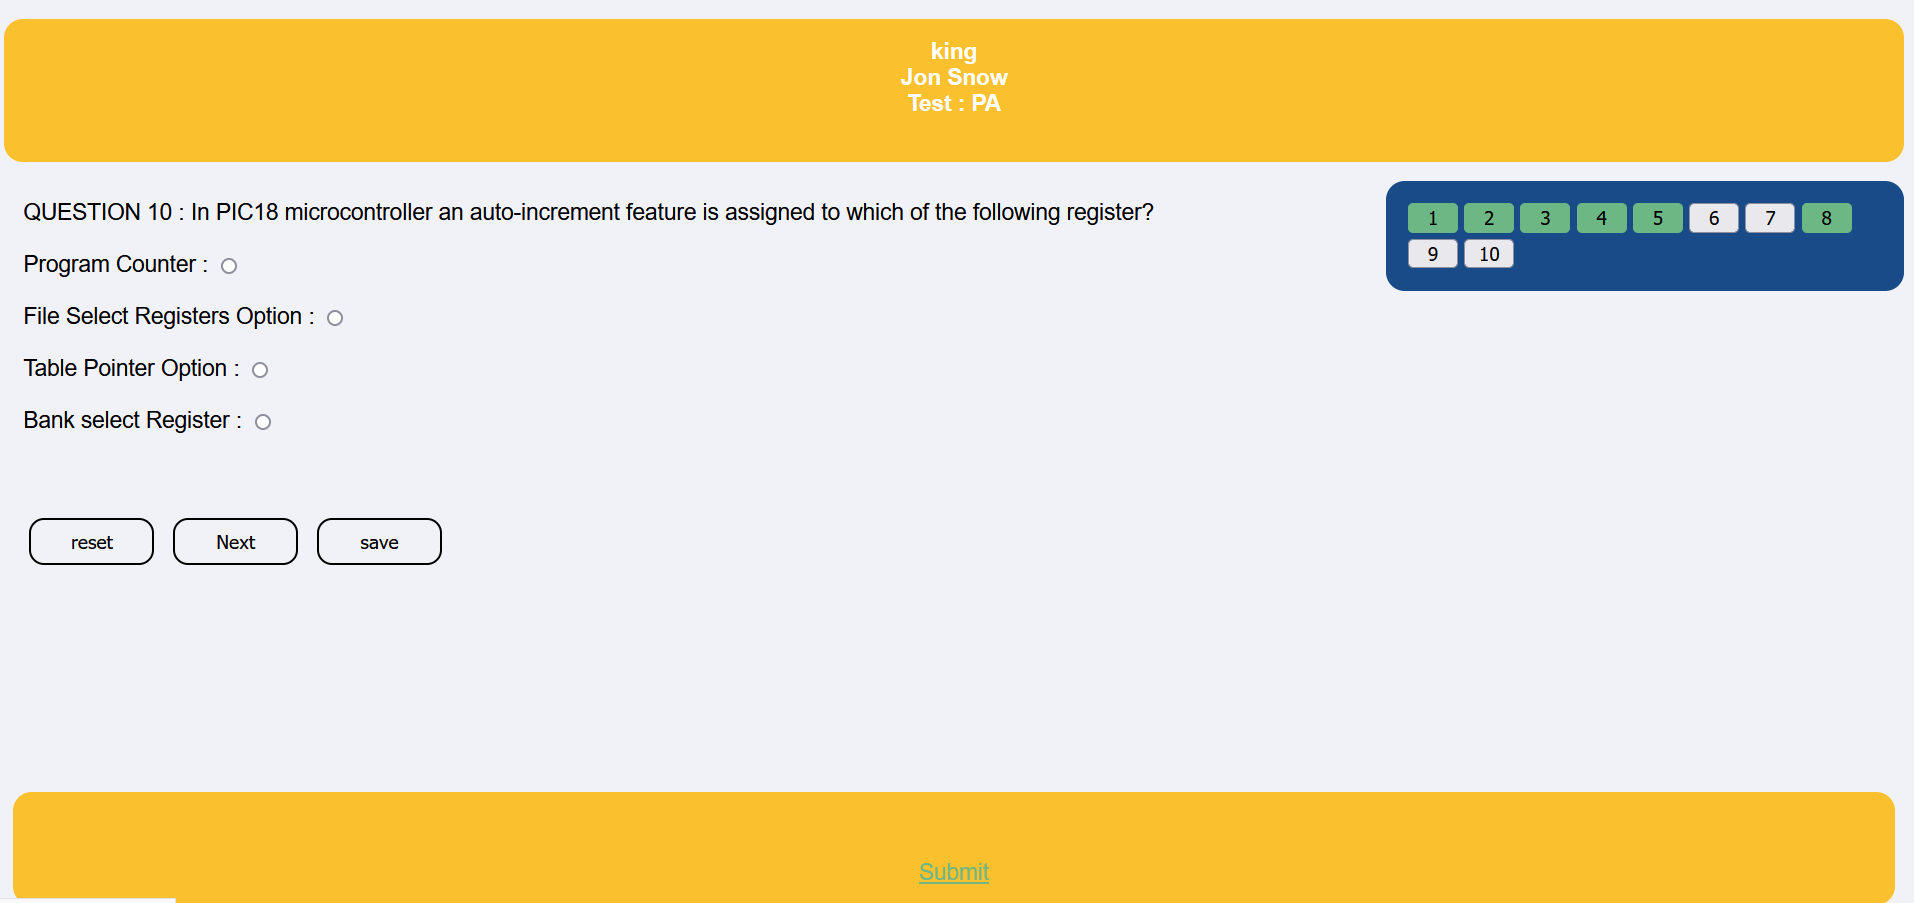 king
Jon Snow
Test : PA
QUESTION 10 : In PIC18 microcontroller an auto-increment feature is assigned to which of the following register?
Program Counter :
File Select Registers Option :
Table Pointer Option :
Bank select Register :
reset Next save
1 2 3 4 5 6 7 8
9 10
Submit